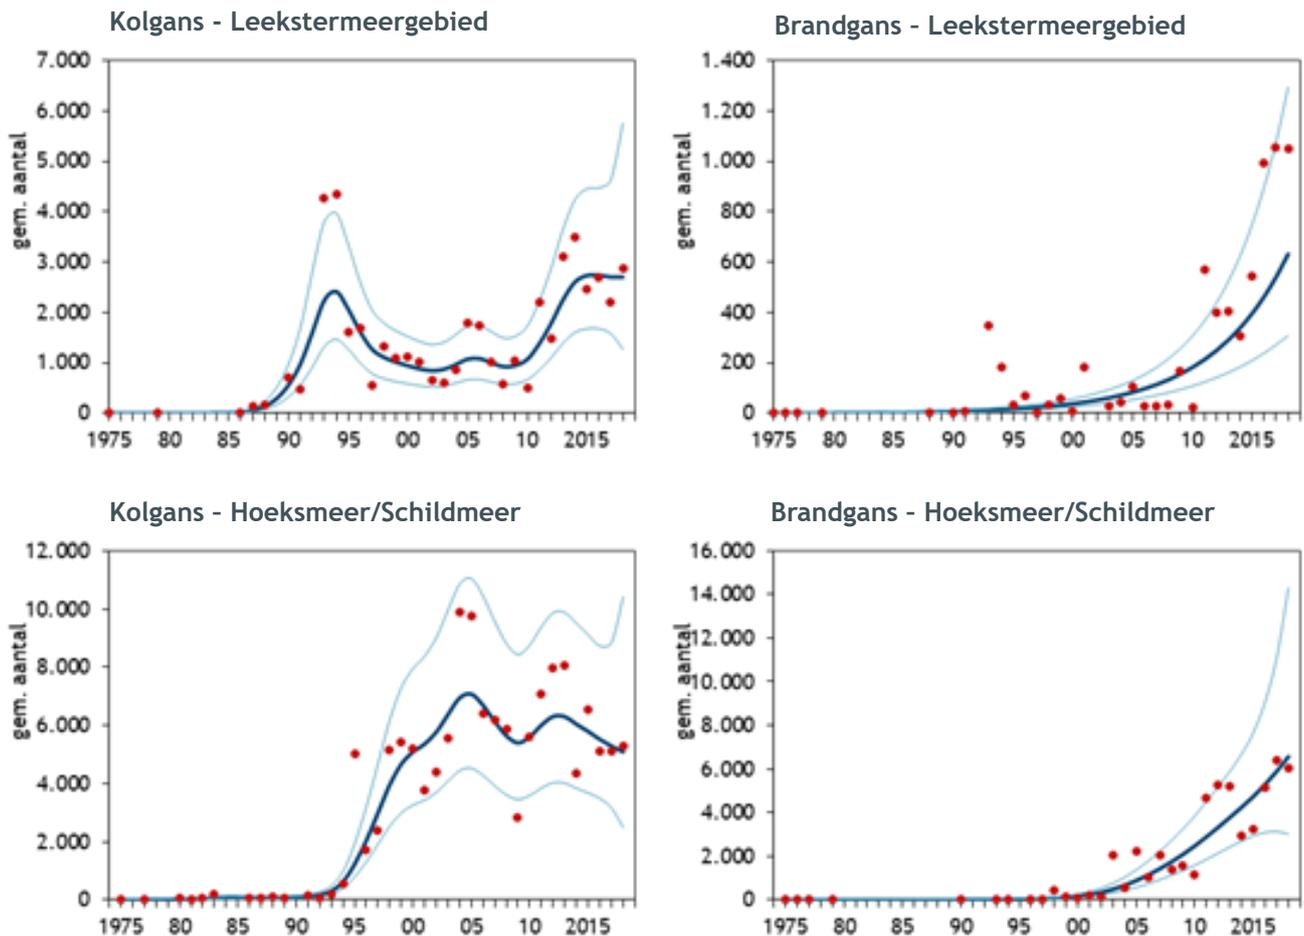 Kolgans - Leekstermeergebied
7.000
6.000
5.000
4.000
3.000
2.000
1.000
0
gem. aantal
1975 80 85 90 95 00 05 10 2015
Brandgans - Leekstermeergebied
1.400
1.200
1.000
800
600
400
200
0
gem. aantal
1975 80 85 90 95 00 05 10 2015
Kolgans - Hoeksmeer/Schildmeer
12.000
10.000
8.000
6.000
4.000
2.000
0
gem. aantal
1975 80 85 90 95 00 05 10 2015
Brandgans - Hoeksmeer/Schildmeer
16.000
14.000
12.000
10.000
8.000
6.000
4.000
2.000
0
gem. aantal
1975 80 85 90 95 00 05 10 2015